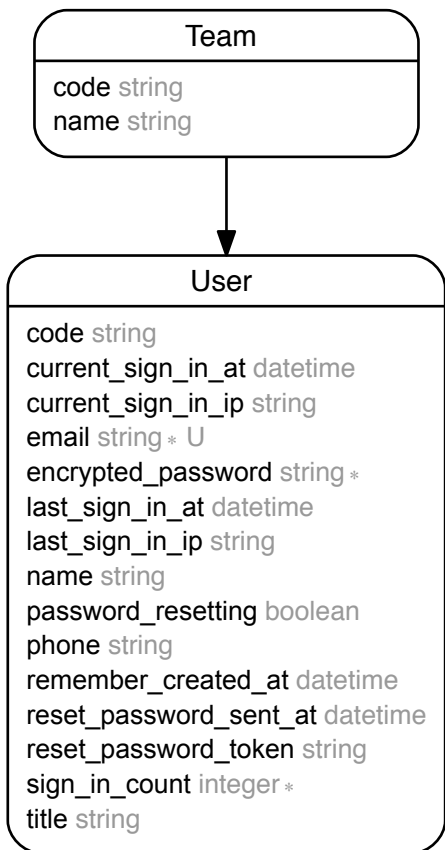 Team
code string
name string
User
code string
current_sign_in_at datetime
current_sign_in_ip string
email string * U
encrypted_password string *
last_sign_in_at datetime
last_sign_in_ip string
name string
password_resetting boolean
phone string
remember_created_at datetime
reset_password_sent_at datetime
reset_password_token string
sign_in_count integer *
title string